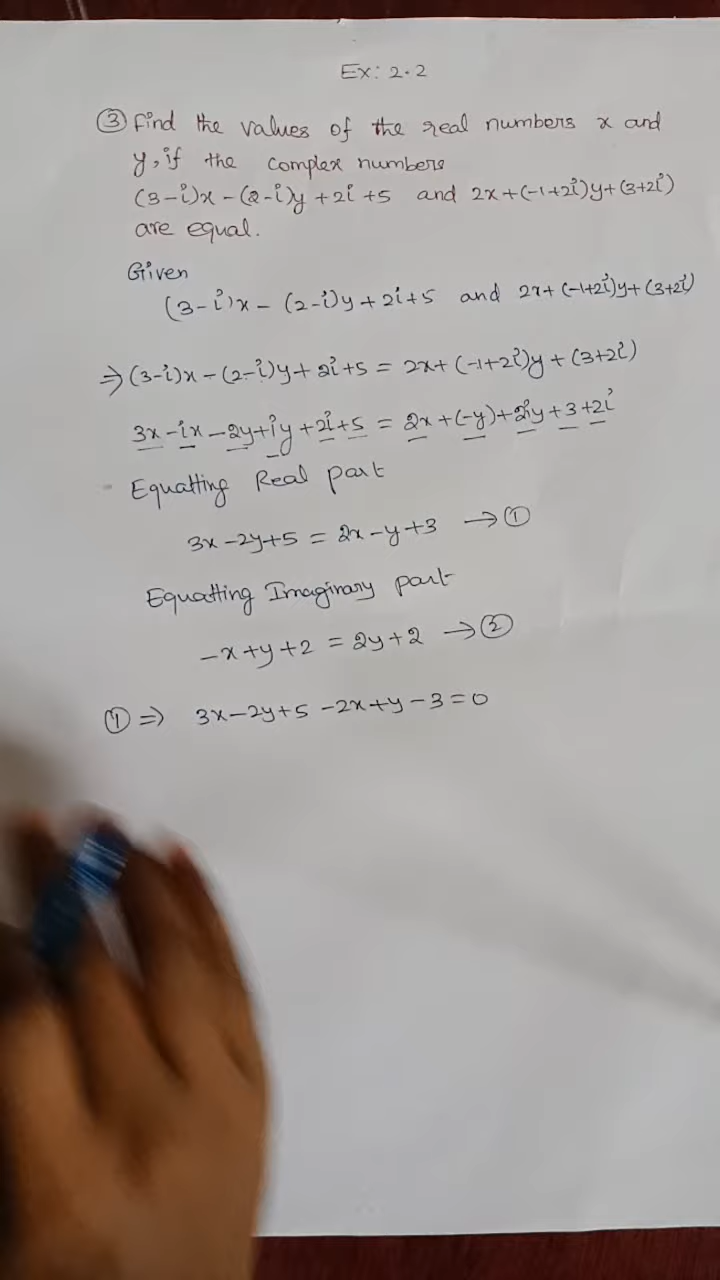 Ex: 2.2
③ Find the values of the real numbers x and
y, if the complex numbers
(3-i)x-(2-i)y+2i+5 and 2x+(-1+2i)y+(3+2i)
are equal.
Given
(3-i)x-(2-i)y+2i+5 and 2x+(-1+2i)y+(3+2i)
⇒(3-i)x-(2-i)y+2i+5=2x+(-1+2i)y+(3+2i)
3x-ix-2y+iy+2i+5=2x+(-y)+2iy+3+2i
Equatting Real part
3x-2y+5=2x-y+3 →①
Equatting Imaginary part
-x+y+2=2y+2 →②
①⇒ 3x-2y+5-2x+y-3=0